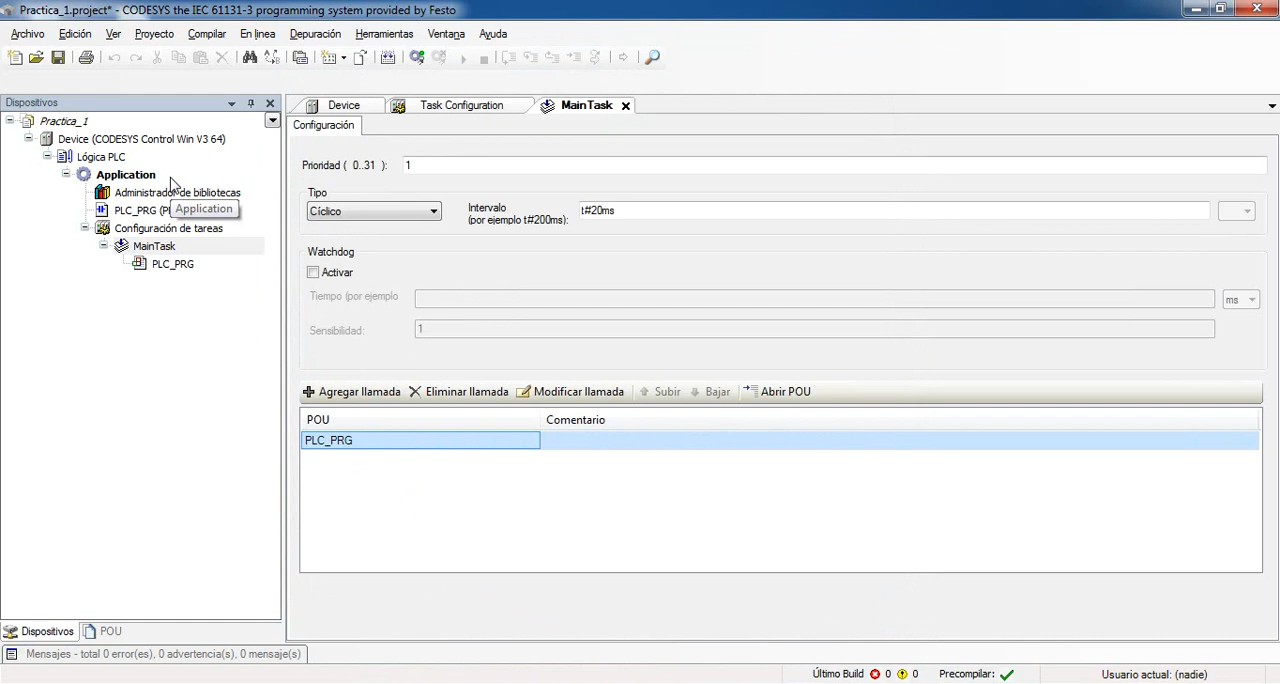 Practica_1.project* - CODESYS the IEC 61131-3 programming system provided by Festo
Archivo Edición Ver Proyecto Compilar En línea Depuración Herramientas Ventana Ayuda
Dispositivos
Device Task Configuration MainTask
Practica_1
Configuración
Device (CODESYS Control Win V3 64)
Lógica PLC
Prioridad ( 0..31 ): 1
Application
Administrador de bibliotecas
Tipo
PLC_PRG (P
Application
Cíclico
Intervalo
(por ejemplo t#200ms):
t#20ms
Configuración de tareas
MainTask
Watchdog
PLC_PRG
Activar
Tiempo (por ejemplo
ms
Sensibilidad: 1
Agregar llamada Eliminar llamada Modificar llamada Subir Bajar Abrir POU
POU Comentario
PLC_PRG
Dispositivos POU
Mensajes - total 0 error(es), 0 advertencia(s), 0 mensaje(s)
Último Build 0 0 Precompilar: Usuario actual: (nadie)